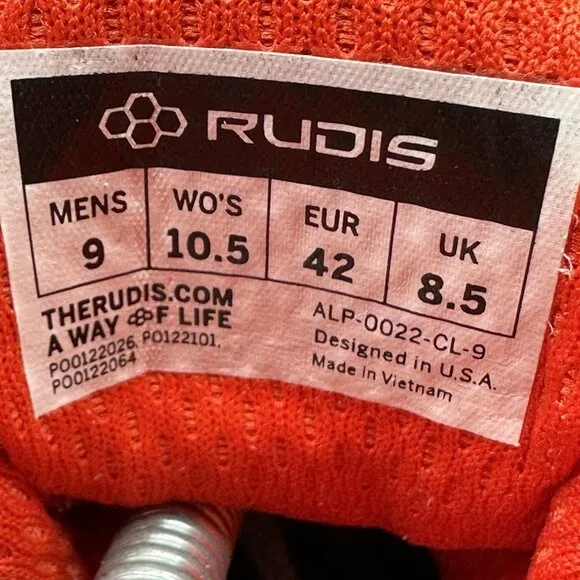 RUDIS
MENS WO'S EUR UK
9 10.5 42 8.5
THERUDIS.COM
A WAY OF LIFE
PO0122026, PO122101,
PO0122064
ALP-0022-CL-9
Designed in U.S.A.
Made in Vietnam